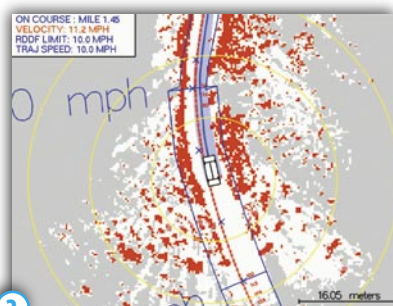 ON COURSE : MILE 1.45
VELOCITY: 11.2 MPH
RDDF LIMIT: 10.0 MPH
TRAJ SPEED: 10.0 MPH
0 mph
16.05 meters